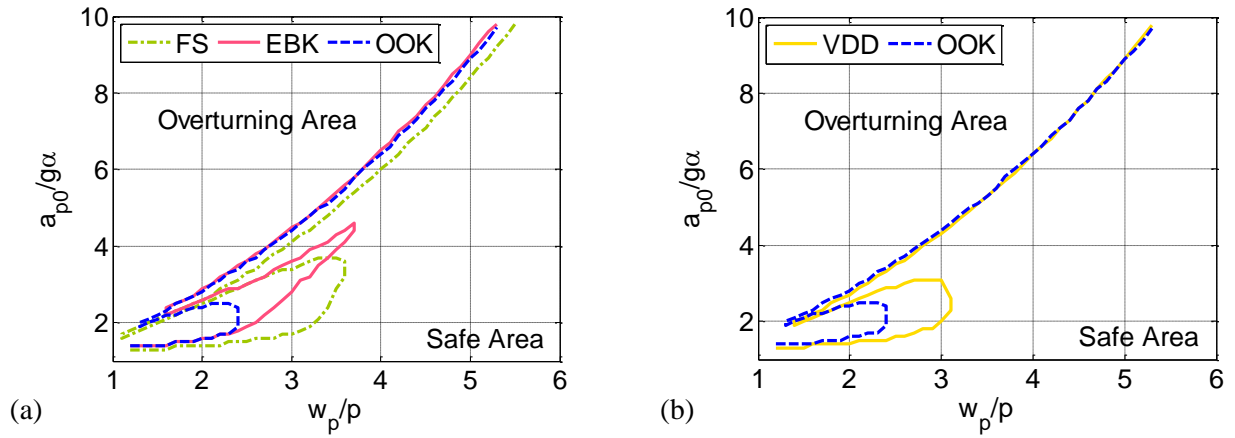 10
8
6
4
2
1 2 3 4 5 6
a_p0/gα
w_p/p
FS EBK OOK
Overturning Area
Safe Area
(a)
10
8
6
4
2
1 2 3 4 5 6
a_p0/gα
w_p/p
VDD OOK
Overturning Area
Safe Area
(b)